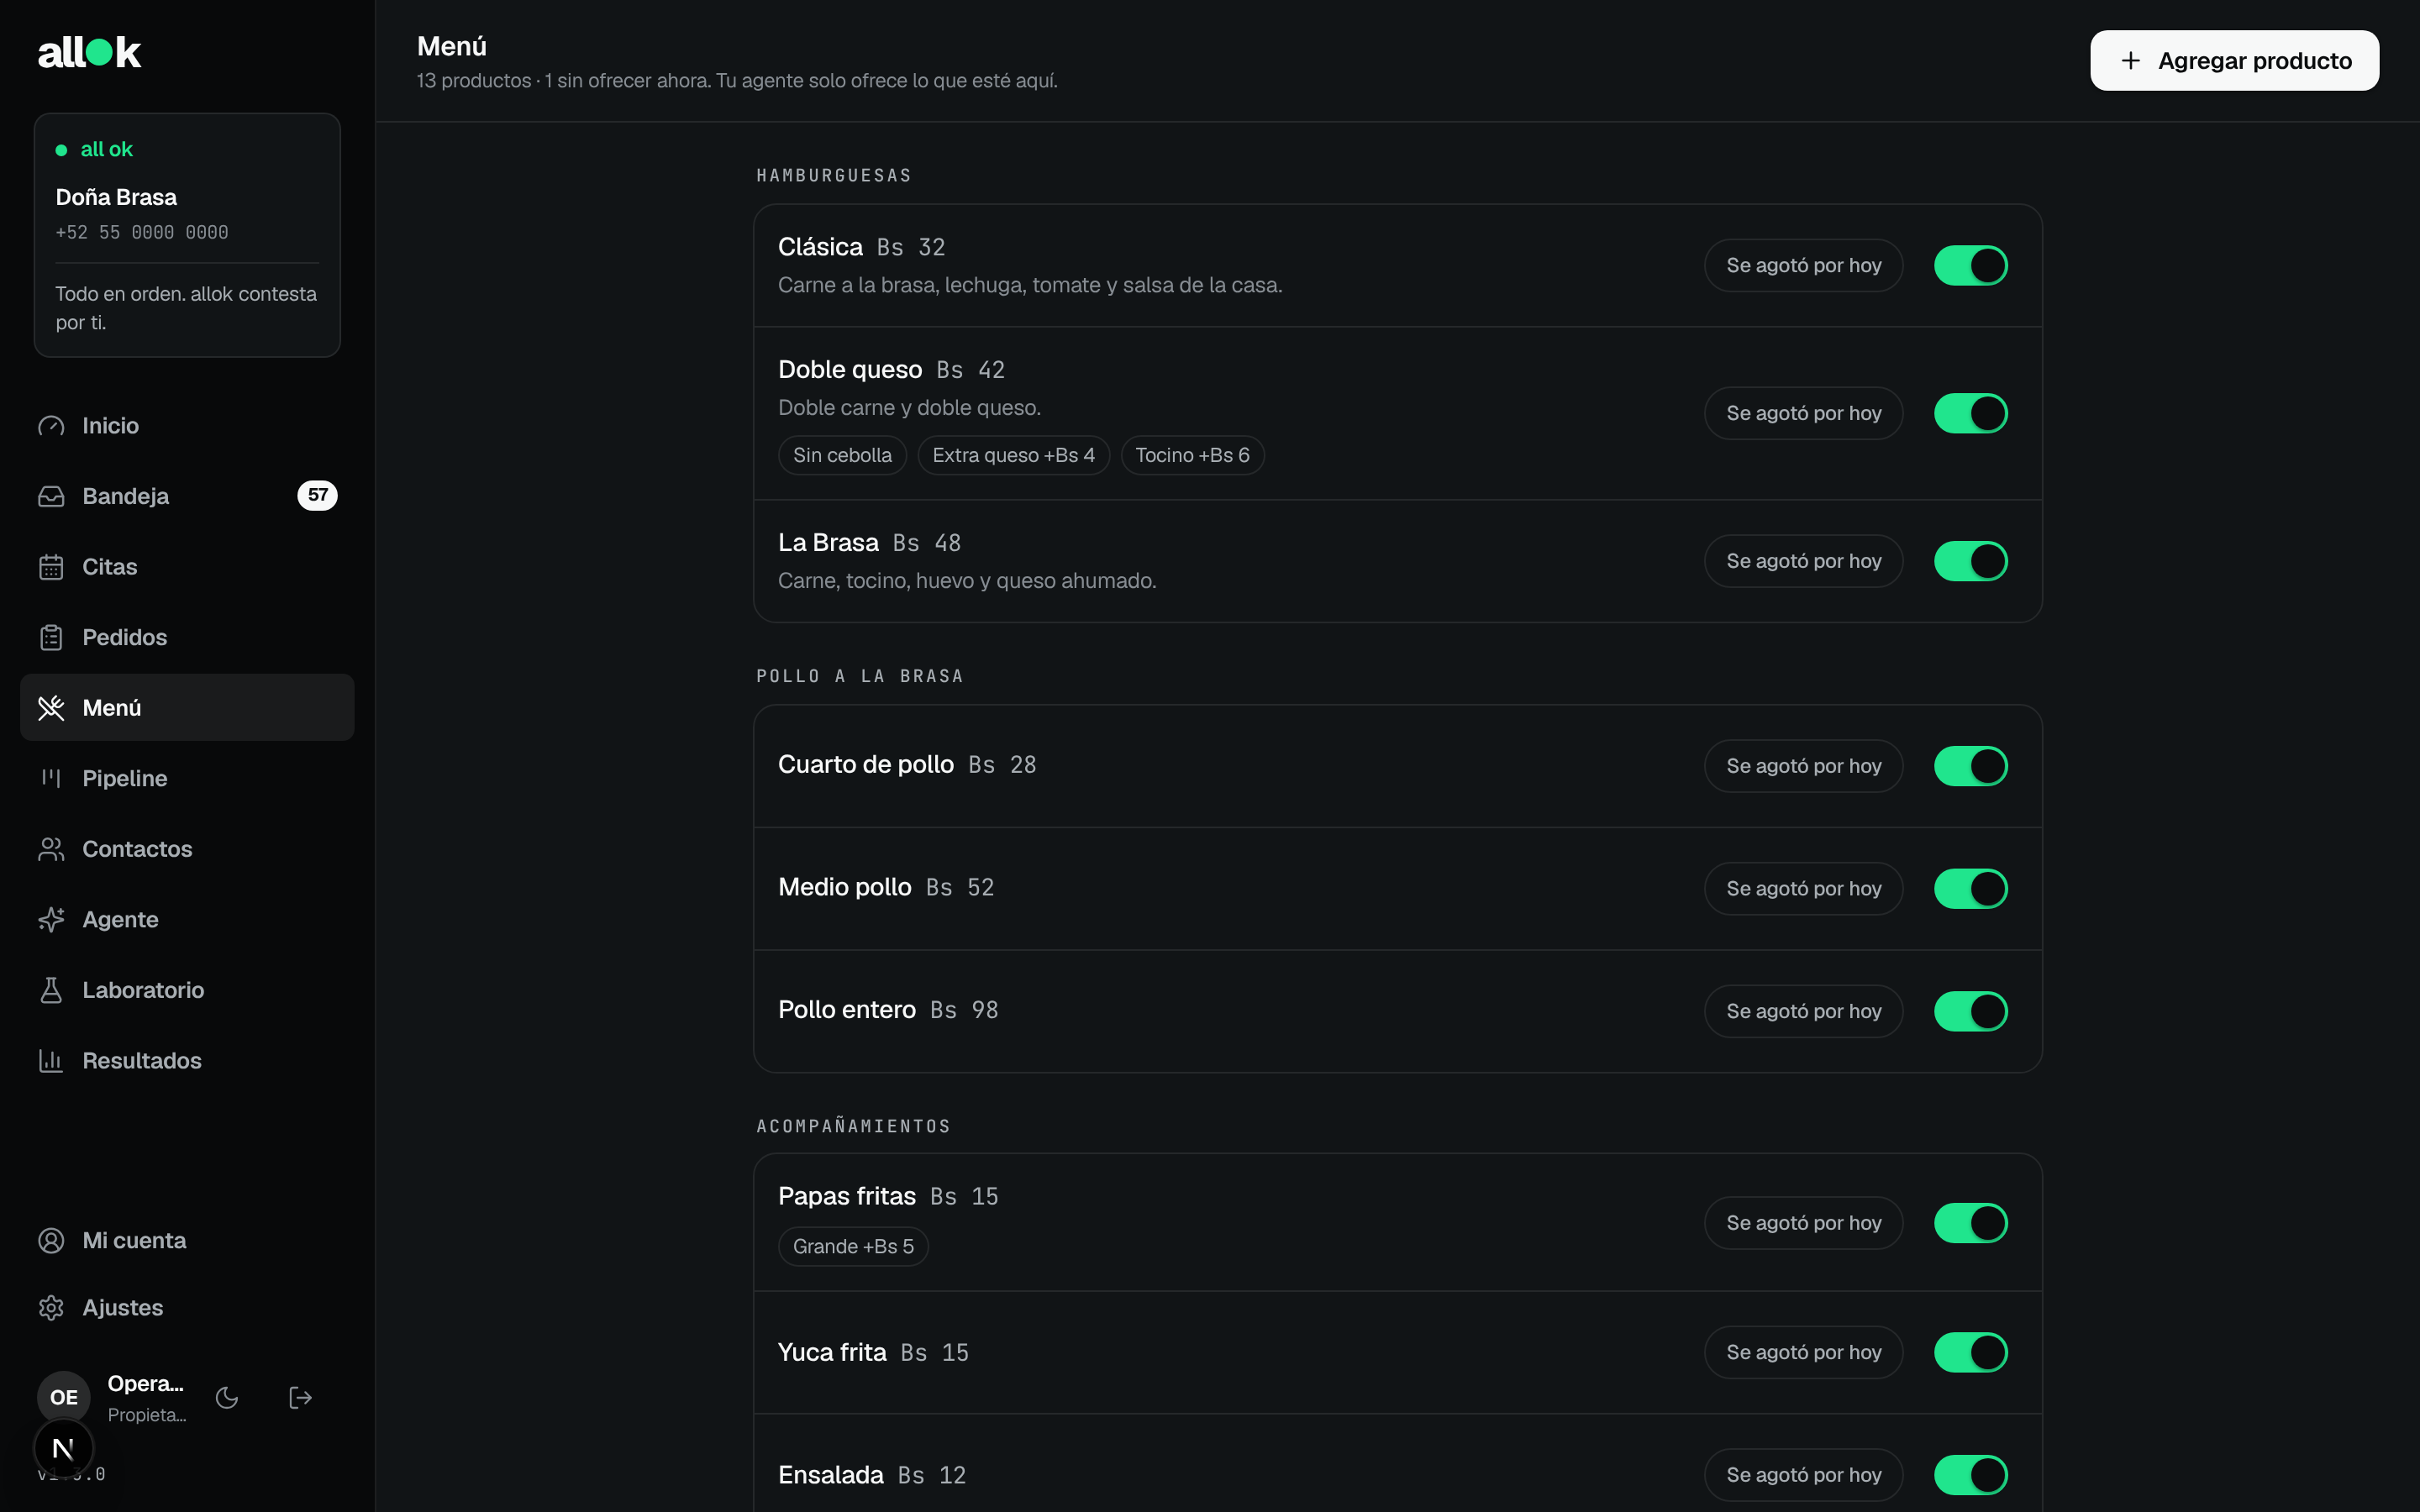 allok
all ok
Doña Brasa
+52 55 0000 0000
Todo en orden. allok contesta
por ti.
Inicio
Bandeja 57
Citas
Pedidos
Menú
Pipeline
Contactos
Agente
Laboratorio
Resultados
Mi cuenta
Ajustes
OE
Opera...
Propieta...
N
Menú
13 productos · 1 sin ofrecer ahora. Tu agente solo ofrece lo que esté aquí.
+ Agregar producto
HAMBURGUESAS
Clásica Bs 32
Carne a la brasa, lechuga, tomate y salsa de la casa.
Se agotó por hoy
Doble queso Bs 42
Doble carne y doble queso.
Sin cebolla Extra queso +Bs 4 Tocino +Bs 6
Se agotó por hoy
La Brasa Bs 48
Carne, tocino, huevo y queso ahumado.
Se agotó por hoy
POLLO A LA BRASA
Cuarto de pollo Bs 28
Se agotó por hoy
Medio pollo Bs 52
Se agotó por hoy
Pollo entero Bs 98
Se agotó por hoy
ACOMPAÑAMIENTOS
Papas fritas Bs 15
Grande +Bs 5
Se agotó por hoy
Yuca frita Bs 15
Se agotó por hoy
Ensalada Bs 12
Se agotó por hoy